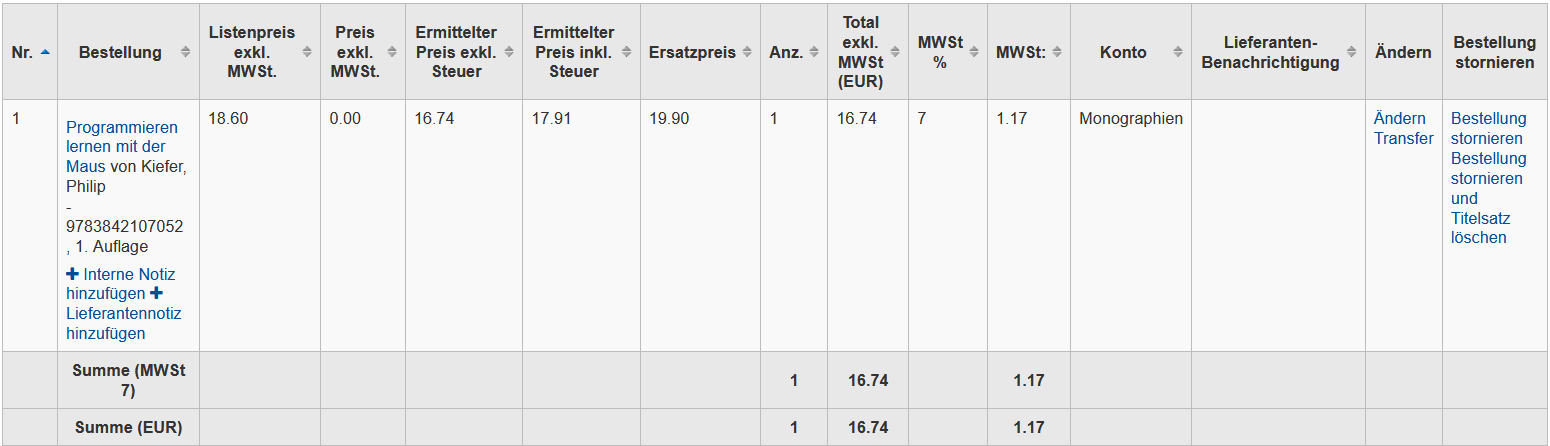 Nr.
Bestellung
Listenpreis
exkl.
MWSt.
Preis
exkl.
MWSt.
Ermittelter
Preis exkl.
Steuer
Ermittelter
Preis inkl.
Steuer
Ersatzpreis
Anz.
Total
exkl.
MWSt
(EUR)
MWSt
%
MWSt:
Konto
Lieferanten-
Benachrichtigung
Ändern
Bestellung
stornieren
1
Programmieren
lernen mit der
Maus von Kiefer,
Philip
-
9783842107052
, 1. Auflage
Interne Notiz
hinzufügen
Lieferantennotiz
hinzufügen
18.60
0.00
16.74
17.91
19.90
1
16.74
7
1.17
Monographien
Ändern
Transfer
Bestellung
stornieren
Bestellung
stornieren
und
Titelsatz
löschen
Summe (MWSt
7)
1
16.74
1.17
Summe (EUR)
1
16.74
1.17